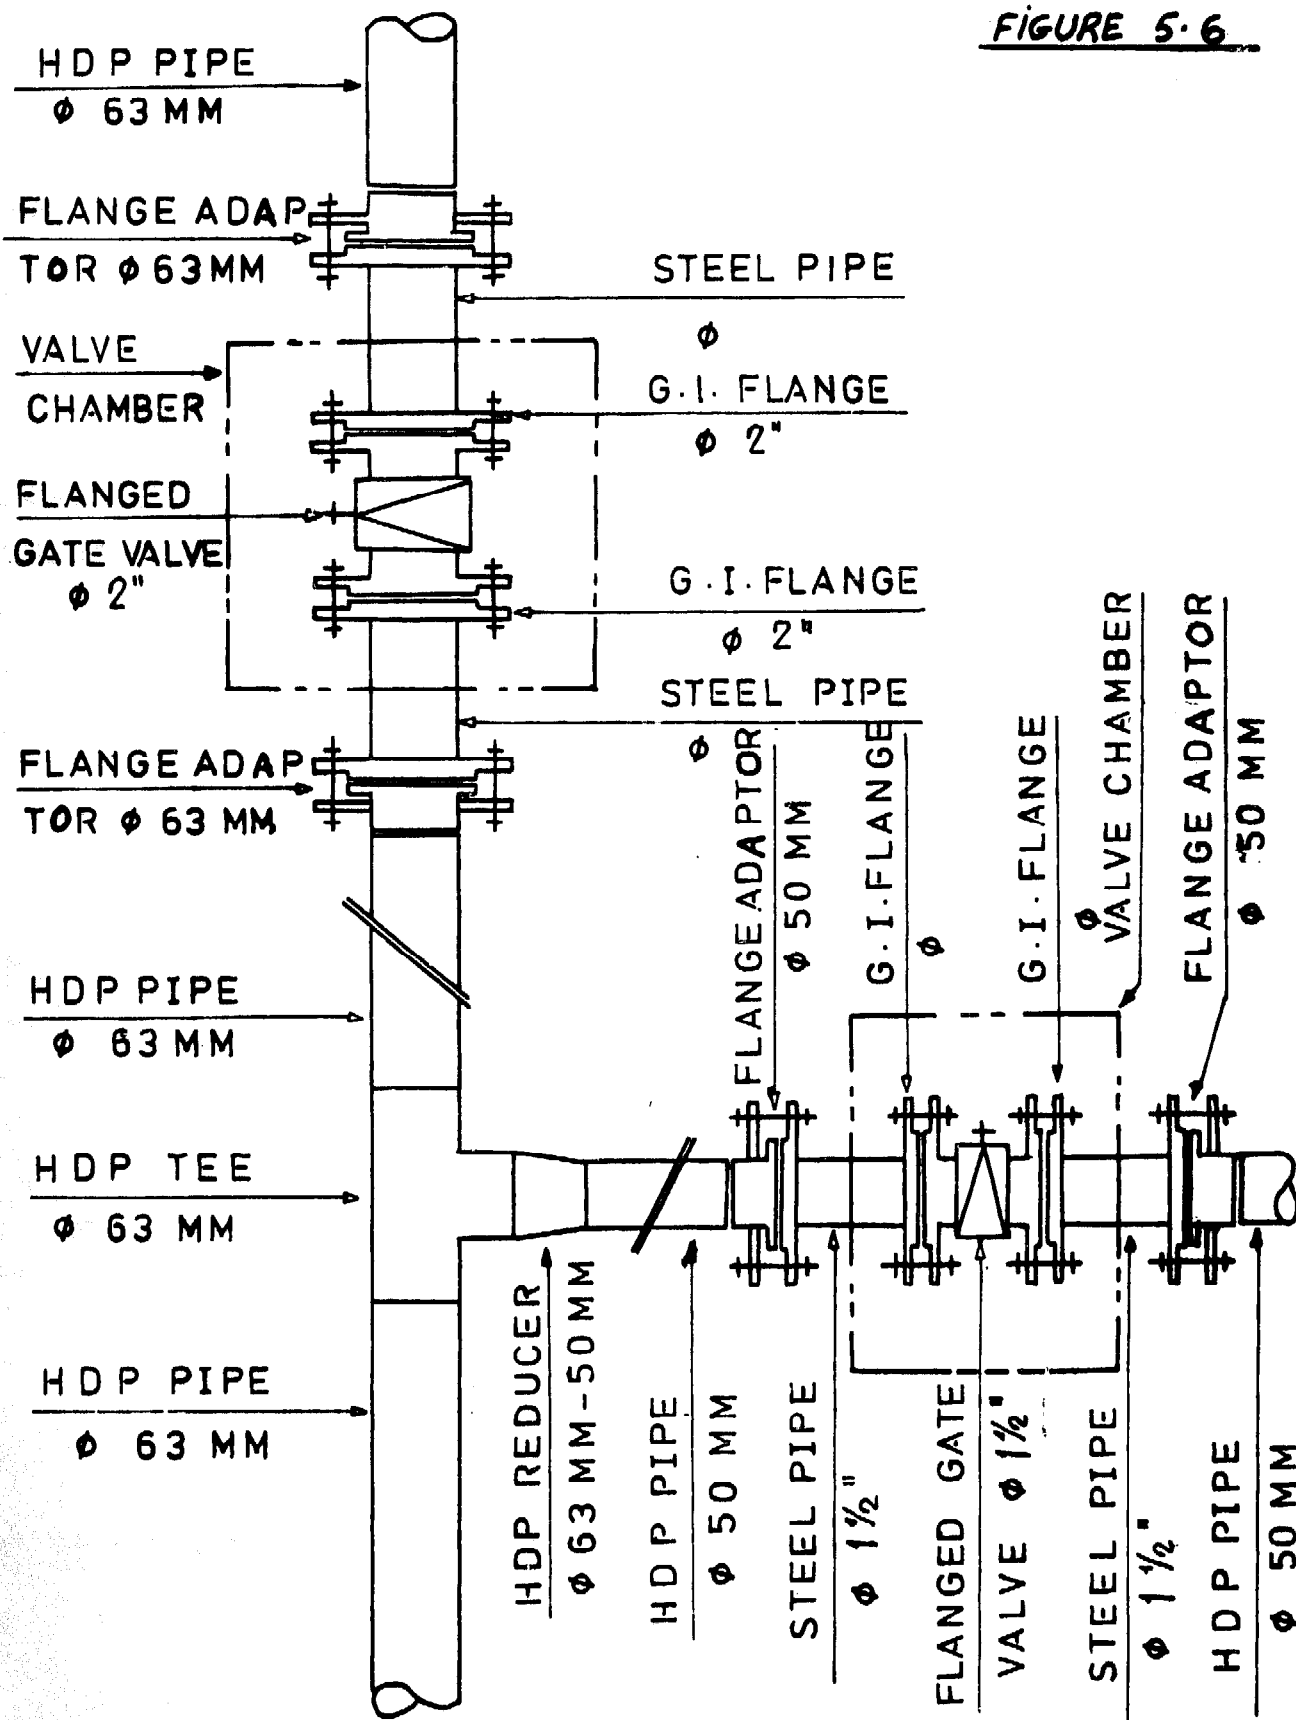 FIGURE 5.6
HDP PIPE
φ 63 MM
FLANGE ADAP
TOR φ 63MM
STEEL PIPE
φ
VALVE
CHAMBER
G.I. FLANGE
φ 2"
FLANGED
GATE VALVE
φ 2"
G.I. FLANGE
φ 2"
STEEL PIPE
φ
FLANGE ADAP
TOR φ 63 MM
FLANGE ADAPTOR
φ 50 MM
G.I. FLANGE
φ
G.I. FLANGE
φ
VALVE CHAMBER
FLANGE ADAPTOR
φ 50 MM
HDP PIPE
φ 63 MM
HDP TEE
φ 63 MM
HDP PIPE
φ 63 MM
HDP REDUCER
φ 63 MM-50MM
HDP PIPE
φ 50 MM
STEEL PIPE
φ 1½"
FLANGED GATE
VALVE φ 1½"
STEEL PIPE
φ 1½"
HDP PIPE
φ 50 MM